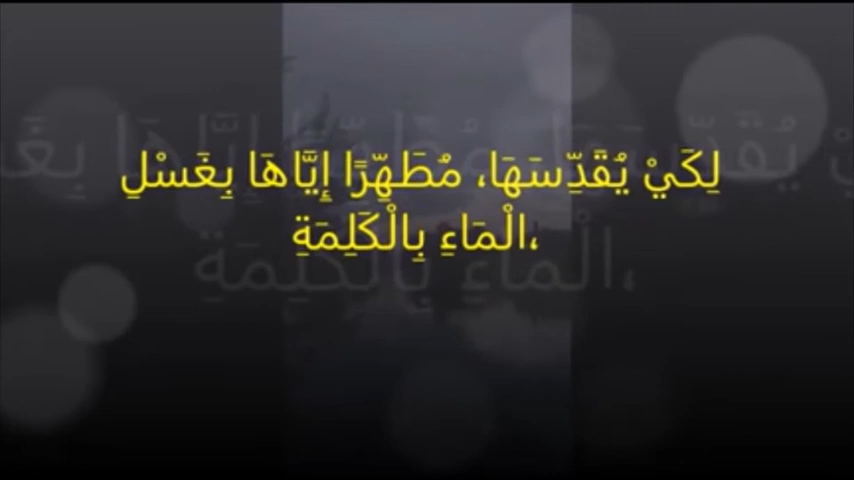 لِكَيْ يُقَدِّسَهَا، مُطَهِّرًا إِيَّاهَا بِغَسْلِ
الْمَاءِ بِالْكَلِمَةِ،